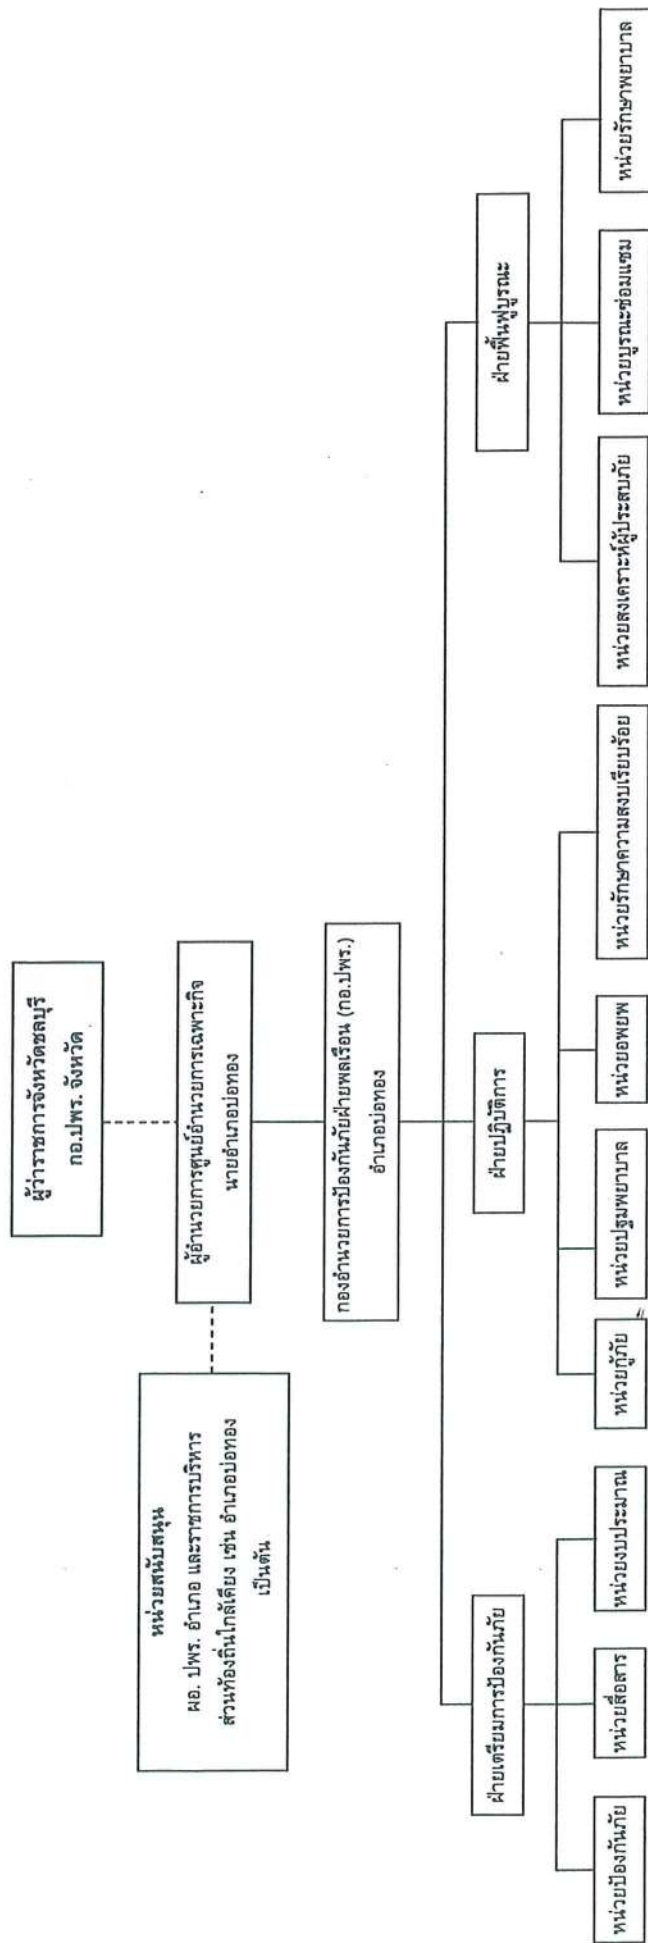 ผู้ว่าราชการจังหวัดชลบุรี
กอ.ปพร. จังหวัด
ผู้อำนวยการศูนย์อำนวยการเฉพาะกิจ
นายอำเภอบ่อทอง
หน่วยสนับสนุน
ผอ. ปพร. อำเภอ และราชการบริหาร
ส่วนท้องถิ่นใกล้เคียง เช่น อำเภอบ่อทอง
เป็นต้น
กองอำนวยการป้องกันภัยฝ่ายพลเรือน (กอ.ปพร.)
อำเภอบ่อทอง
ฝ่ายเตรียมการป้องกันภัย
ฝ่ายปฏิบัติการ
ฝ่ายฟื้นฟูบูรณะ
หน่วยป้องกันภัย
หน่วยสื่อสาร
หน่วยงบประมาณ
หน่วยกู้ภัย
หน่วยปฐมพยาบาล
หน่วยอพยพ
หน่วยรักษาความสงบเรียบร้อย
หน่วยสงเคราะห์ผู้ประสบภัย
หน่วยบูรณะซ่อมแซม
หน่วยรักษาพยาบาล